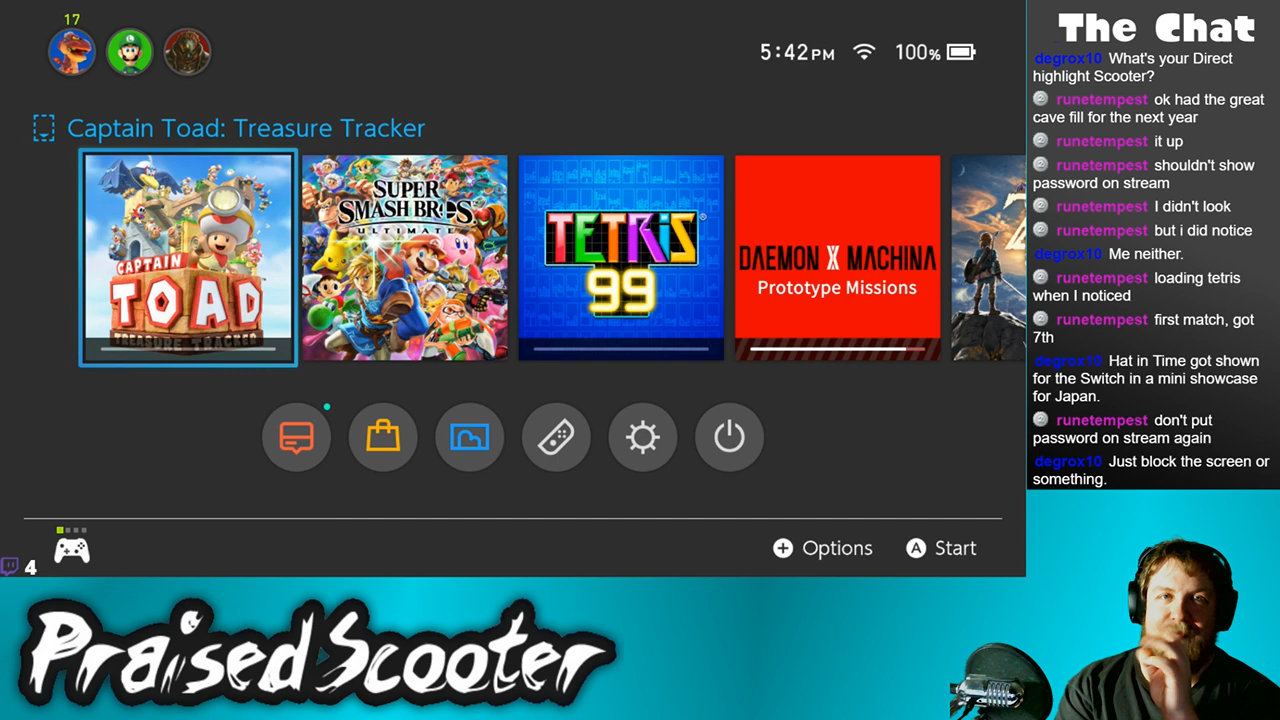 17
5:42PM 100%
Captain Toad: Treasure Tracker
CAPTAIN
TOAD
TREASURE TRACKER
SUPER
SMASH BROS.
ULTIMATE
TETRIS®
99
DAEMON X MACHINA
Prototype Missions
+ Options A Start
4
PraisedScooter
The Chat
degrox10 What's your Direct
highlight Scooter?
runetempest ok had the great
cave fill for the next year
runetempest it up
runetempest shouldn't show
password on stream
runetempest I didn't look
runetempest but i did notice
degrox10 Me neither.
runetempest loading tetris
when I noticed
runetempest first match, got
7th
degrox10 Hat in Time got shown
for the Switch in a mini showcase
for Japan.
runetempest don't put
password on stream again
degrox10 Just block the screen or
something.